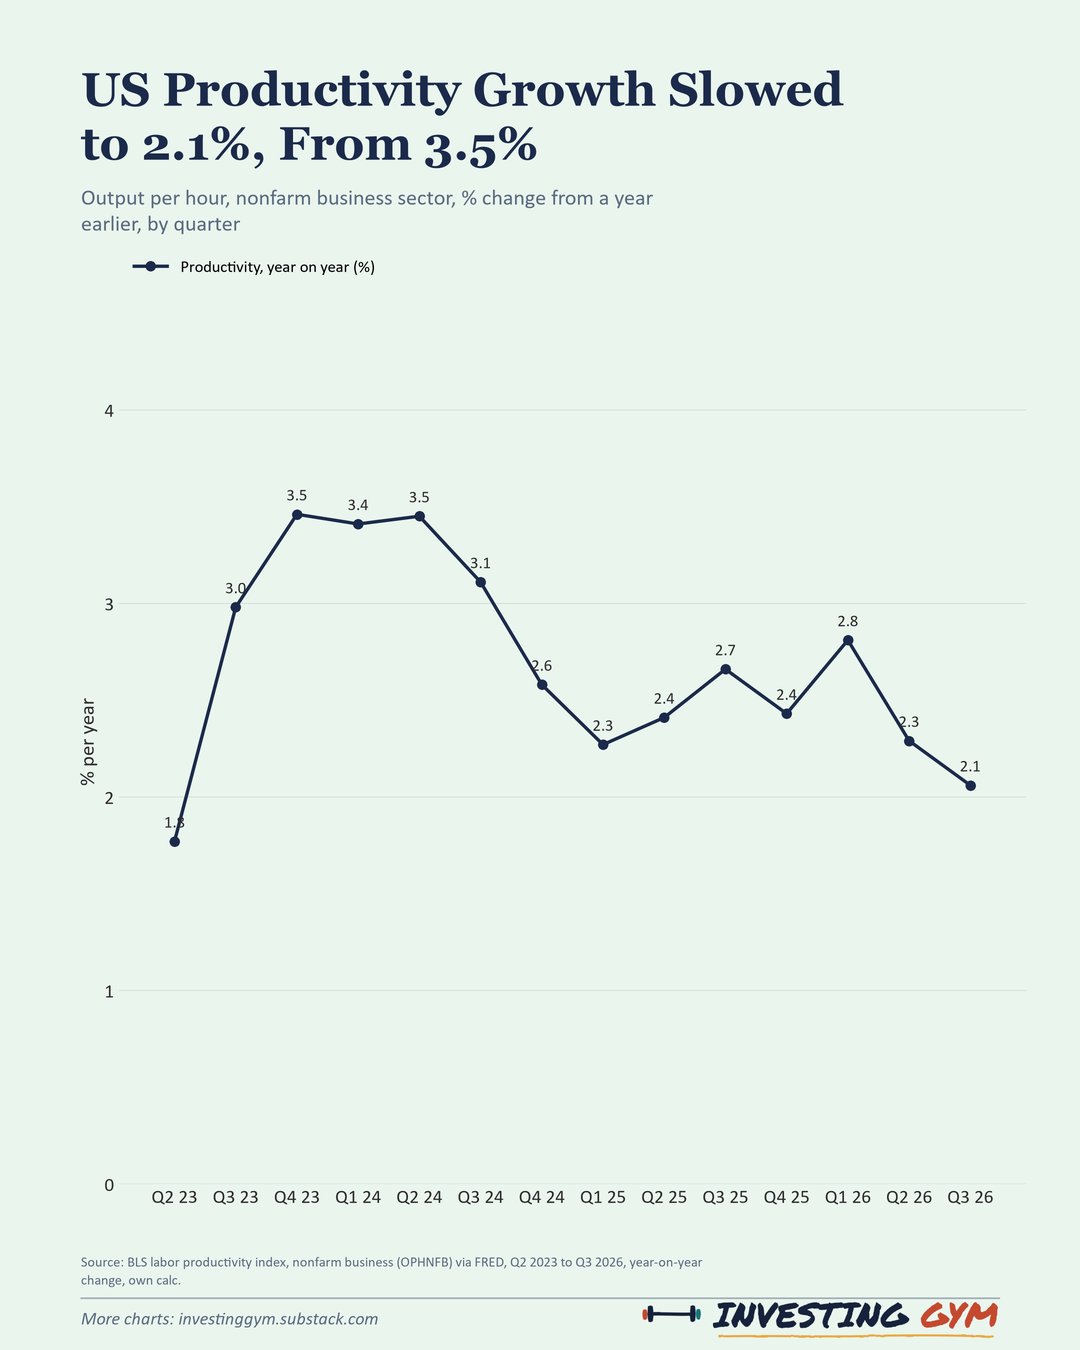 US Productivity Growth Slowed
to 2.1%, From 3.5%
Output per hour, nonfarm business sector, % change from a year
earlier, by quarter
Productivity, year on year (%)
% per year
4
3
2
1
0
1.8
3.0
3.5
3.4
3.5
3.1
2.6
2.3
2.4
2.7
2.4
2.8
2.3
2.1
Q2 23 Q3 23 Q4 23 Q1 24 Q2 24 Q3 24 Q4 24 Q1 25 Q2 25 Q3 25 Q4 25 Q1 26 Q2 26 Q3 26
Source: BLS labor productivity index, nonfarm business (OPHNFB) via FRED, Q2 2023 to Q3 2026, year-on-year
change, own calc.
More charts: investinggym.substack.com
INVESTING GYM